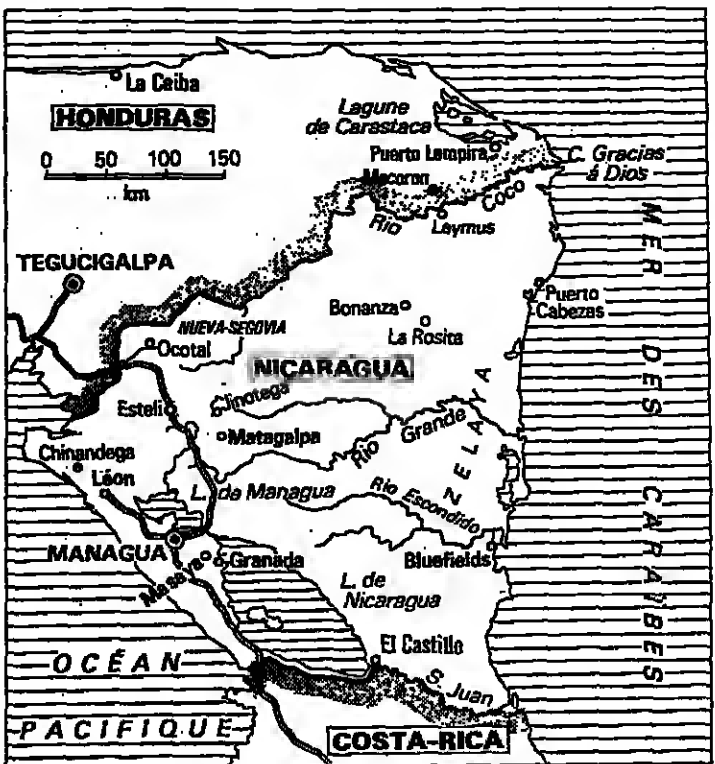 La Ceiba
HONDURAS
0 50 100 150
km
Lagune
de Carastaca
Puerto Lempira
Mocoron
C. Gracias
à Dios
Rio Coco
Leymus
TEGUCIGALPA
NUEVA-SEGOVIA
Ocotal
Bonanza
La Rosita
Puerto
Cabezas
NICARAGUA
Esteli
Jinotega
Matagalpa
Rio Grande
ZELAYA
Chinandega
Léon
L. de Managua
Rio Escondido
MANAGUA
Masaya
Granada
Bluefields
L. de
Nicaragua
El Castillo
S. Juan
MER DES CARAÏBES
OCÉAN
PACIFIQUE
COSTA-RICA